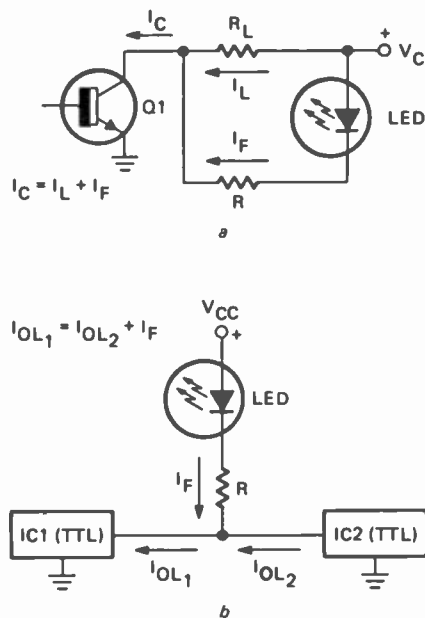 I_C
R_L
+
V_C
I_L
Q1
LED
I_F
R
I_C = I_L + I_F
a
V_CC
+
I_OL1 = I_OL2 + I_F
LED
I_F
R
IC1 (TTL)
IC2 (TTL)
I_OL1
I_OL2
b